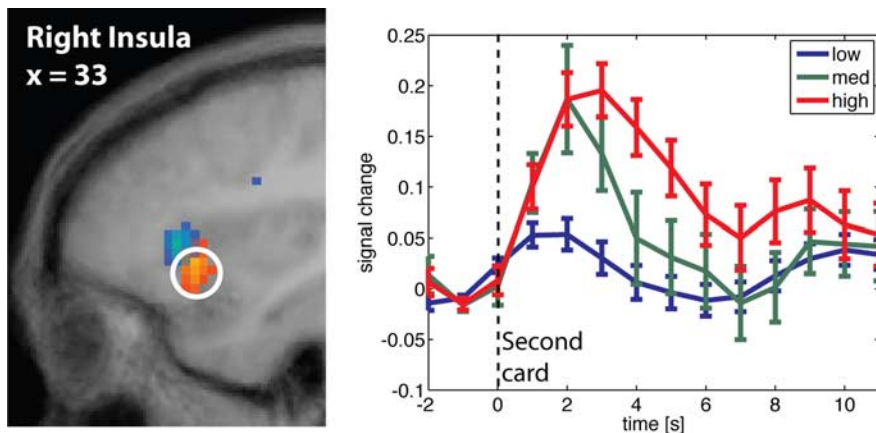 Right Insula
x = 33
0.25
0.2
0.15
0.1
0.05
0
-0.05
-0.1
signal change
low
med
high
Second
card
-2 0 2 4 6 8 10
time [s]